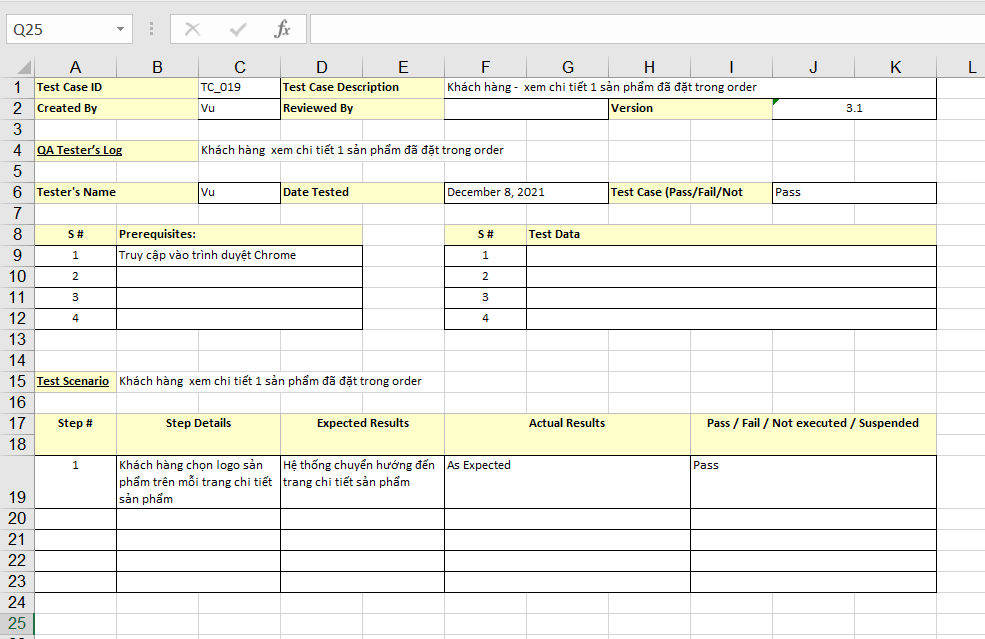 Q25 fx
A B C D E F G H I J K L
1 Test Case ID TC_019 Test Case Description Khách hàng - xem chi tiết 1 sản phẩm đã đặt trong order
2 Created By Vu Reviewed By Version 3.1
3
4 QA Tester's Log Khách hàng xem chi tiết 1 sản phẩm đã đặt trong order
5
6 Tester's Name Vu Date Tested December 8, 2021 Test Case (Pass/Fail/Not Pass
7
8 S # Prerequisites: S # Test Data
9 1 Truy cập vào trình duyệt Chrome 1
10 2 2
11 3 3
12 4 4
13
14
15 Test Scenario Khách hàng xem chi tiết 1 sản phẩm đã đặt trong order
16
17 Step # Step Details Expected Results Actual Results Pass / Fail / Not executed / Suspended
18
1 Khách hàng chọn logo sản Hệ thống chuyển hướng đến As Expected Pass
phẩm trên mỗi trang chi tiết trang chi tiết sản phẩm
19 sản phẩm
20
21
22
23
24
25